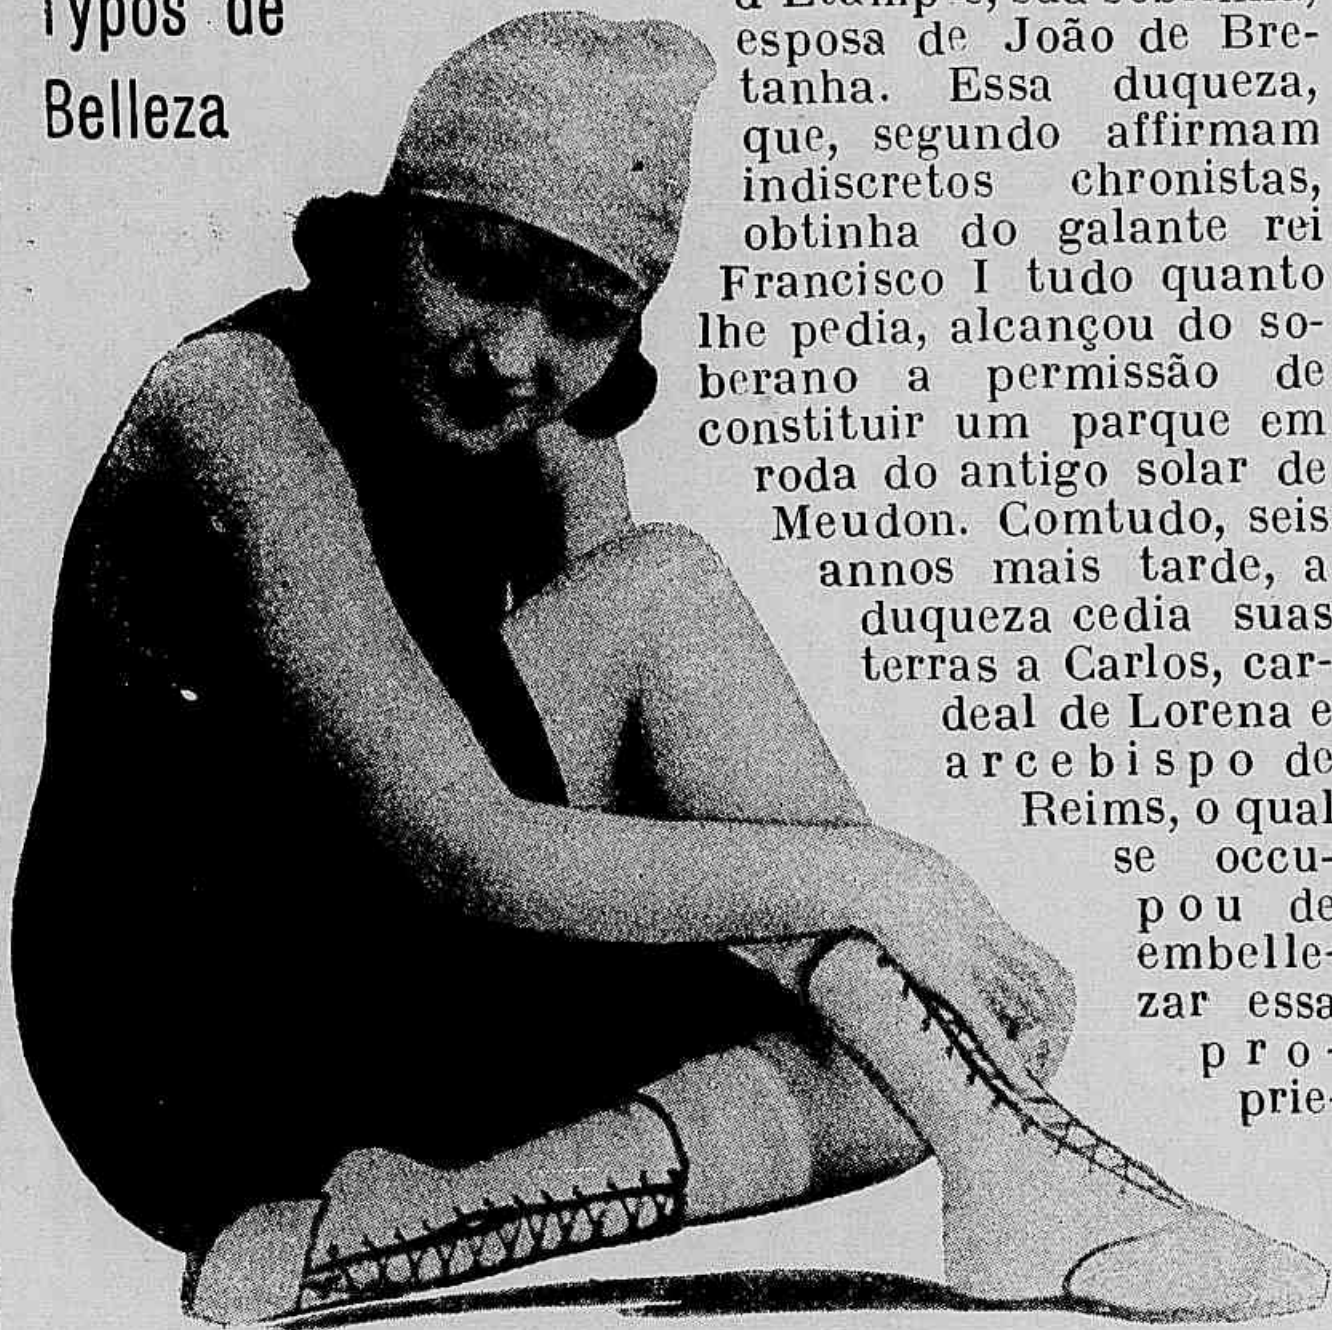 Typos de
Belleza
esposa de João de Bre-
tanha. Essa duqueza,
que, segundo affirmam
indiscretos chronistas,
obtinha do galante rei
Francisco I tudo quanto
lhe pedia, alcançou do so-
berano a permissão de
constituir um parque em
roda do antigo solar de
Meudon. Comtudo, seis
annos mais tarde, a
duqueza cedia suas
terras a Carlos, car-
deal de Lorena e
arcebispo de
Reims, o qual
se occu-
pou de
embelle-
zar essa
pro-
prie-